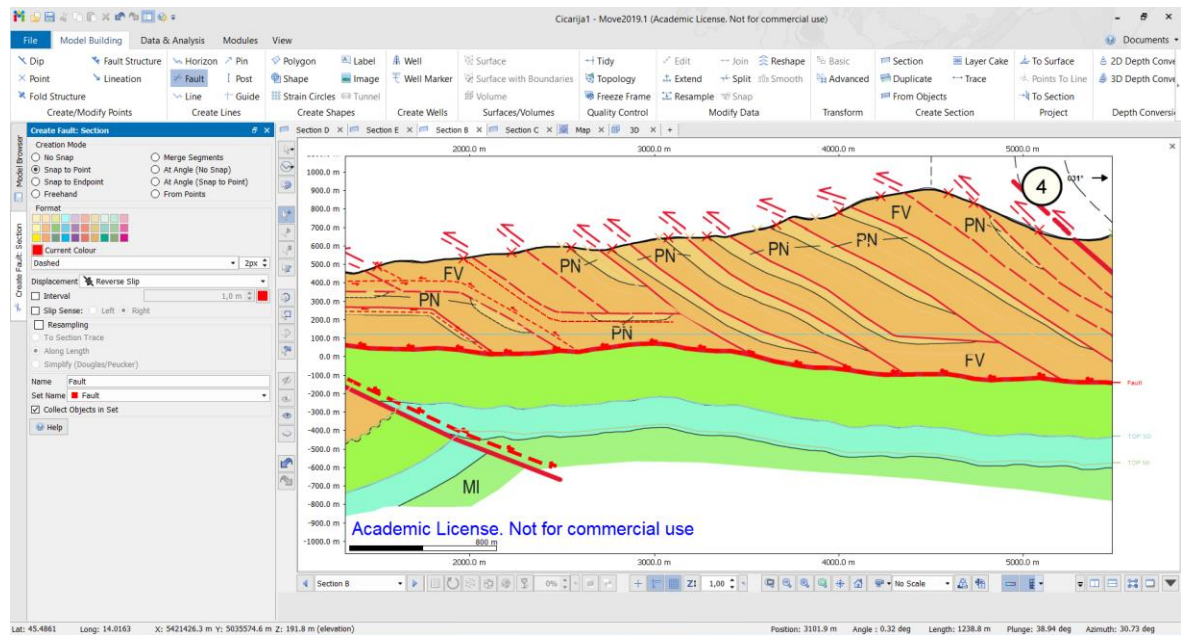 Cicarija1 - Move2019.1 (Academic License. Not for commercial use)
File Model Building Data & Analysis Modules View Documents
Dip Fault Structure Horizon Pin Polygon Label Well Surface Tidy Edit Join Reshape Basic Section Layer Cake To Surface 2D Depth Conve
Point Lineation Fault Post Shape Image Well Marker Surface with Boundaries Topology Extend Split Smooth Advanced Duplicate Trace Points To Line 3D Depth Conve
Fold Structure Line Guide Strain Circles Tunnel Volume Freeze Frame Resample Snap From Objects To Section
Create/Modify Points Create Lines Create Shapes Create Wells Surfaces/Volumes Quality Control Modify Data Transform Create Section Project Depth Conversi
Model Browser
Create Fault: Section
Create Fault: Section
Creation Mode
No Snap Merge Segments
Snap to Point At Angle (No Snap)
Snap to Endpoint At Angle (Snap to Point)
Freehand From Points
Format
Current Colour
Dashed 2px
Displacement Reverse Slip
Interval 1,0 m
Slip Sense: Left Right
Resampling
To Section Trace
Along Length
Simplify (Douglas/Peucker)
Name Fault
Set Name Fault
Collect Objects in Set
Help
Section D Section E Section B Section C Map 3D
2000.0 m 3000.0 m 4000.0 m 5000.0 m
1000.0 m
900.0 m
800.0 m
700.0 m
600.0 m
500.0 m
400.0 m
300.0 m
200.0 m
100.0 m
0.0 m
-100.0 m
-200.0 m
-300.0 m
-400.0 m
-500.0 m
-600.0 m
-700.0 m
-800.0 m
-900.0 m
-1000.0 m
4
031°
FV PN
PN PN
PN PN
FV PN
PN
PN
FV
MI
Fault
Academic License. Not for commercial use
800 m
2000.0 m 3000.0 m 4000.0 m 5000.0 m
Section B 0% Z: 1,00 No Scale
Lat: 45.4861 Long: 14.0163 X: 5421426.3 m Y: 5035574.6 m Z: 191.8 m (elevation) Position: 3101.9 m Angle : 0.32 deg Length: 1238.8 m Plunge: 38.94 deg Azimuth: 30.73 deg